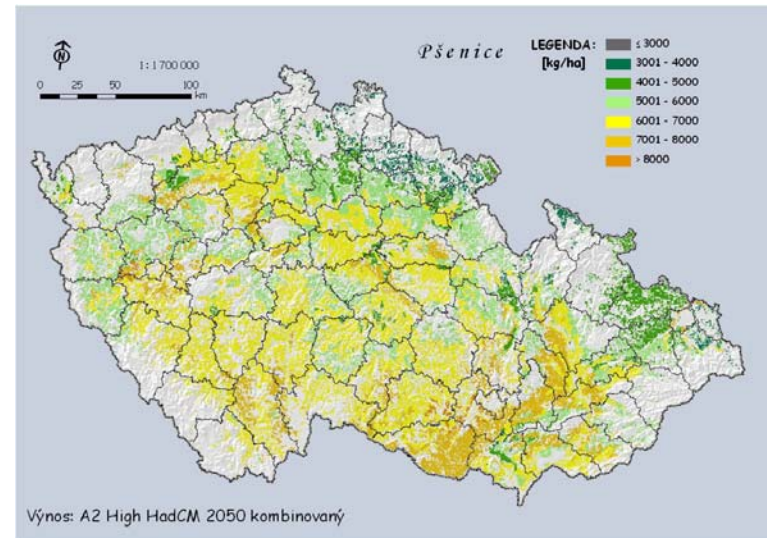 Pšenice
LEGENDA:
[kg/ha]
≤ 3000
3001 - 4000
4001 - 5000
5001 - 6000
6001 - 7000
7001 - 8000
> 8000
1:1 700 000
0 25 50 100
km
Výnos: A2 High HadCM 2050 kombinovaný